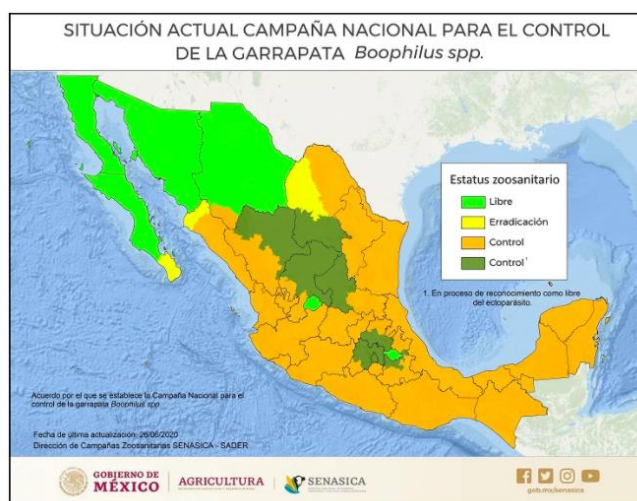 SITUACIÓN ACTUAL CAMPAÑA NACIONAL PARA EL CONTROL
DE LA GARRAPATA Boophilus spp.
Estatus zoosanitario
Libre
Erradicación
Control
Control¹
1. En proceso de reconocimiento como libre
del ectoparásito.
Acuerdo por el que se establece la Campaña Nacional para el
control de la garrapata Boophilus spp
Fecha de última actualización: 26/06/2020
Dirección de Campañas Zoosanitarias SENASICA - SADER
GOBIERNO DE
MÉXICO
AGRICULTURA
SENASICA
gob.mx/senasica